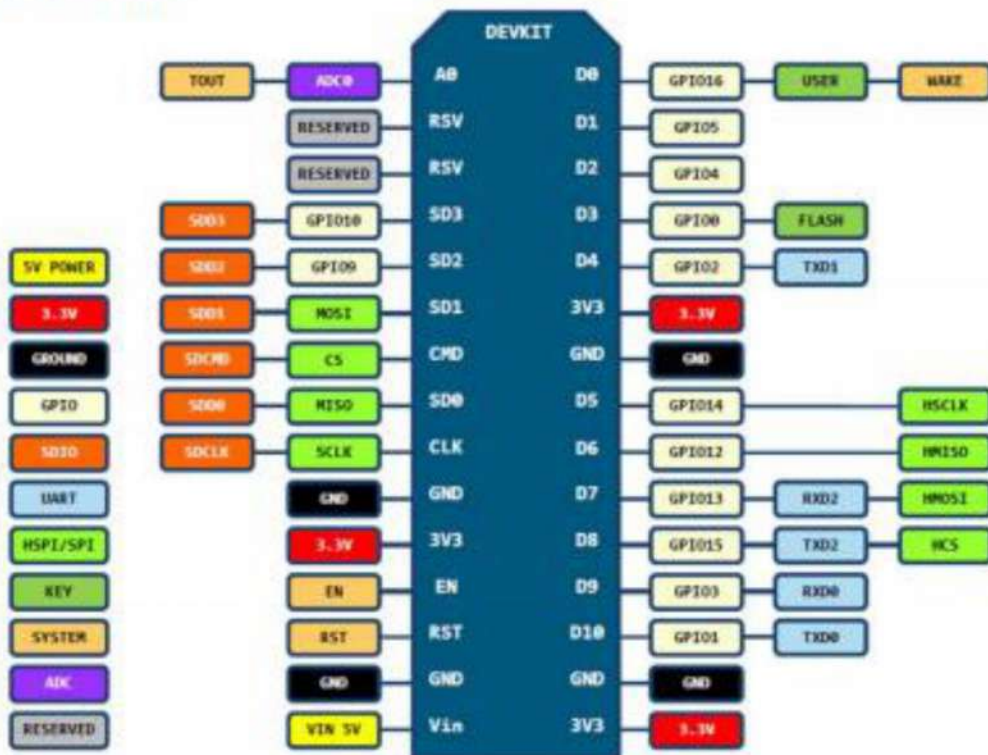 DEVKIT
TOUT ADC0 A0 D0 GPIO16 USER WAKE
RESERVED RSV D1 GPIO5
RESERVED RSV D2 GPIO4
SDD3 GPIO10 SD3 D3 GPIO0 FLASH
5V POWER SDD2 GPIO9 SD2 D4 GPIO2 TXD1
3.3V SDD1 MOSI SD1 3V3 3.3V
GROUND SDCMD CS CMD GND GND
GPIO SDD0 MISO SD0 D5 GPIO14 HSCLK
SDIO SDCLK SCLK CLK D6 GPIO12 HMISO
UART GND GND D7 GPIO13 RXD2 HMOSI
HSPI/SPI 3.3V 3V3 D8 GPIO15 TXD2 HCS
KEY EN EN D9 GPIO3 RXD0
SYSTEM RST RST D10 GPIO1 TXD0
ADC GND GND GND GND
RESERVED VIN 5V Vin 3V3 3.3V